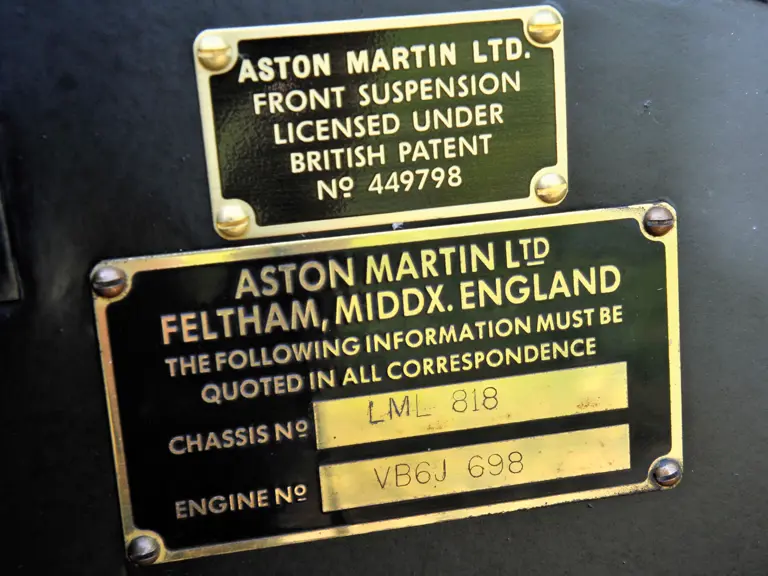 ASTON MARTIN LTD.
FRONT SUSPENSION
LICENSED UNDER
BRITISH PATENT
Nº 449798
ASTON MARTIN LTD
FELTHAM, MIDDX. ENGLAND
THE FOLLOWING INFORMATION MUST BE
QUOTED IN ALL CORRESPONDENCE
CHASSIS Nº LML 818
ENGINE Nº VB6J 698